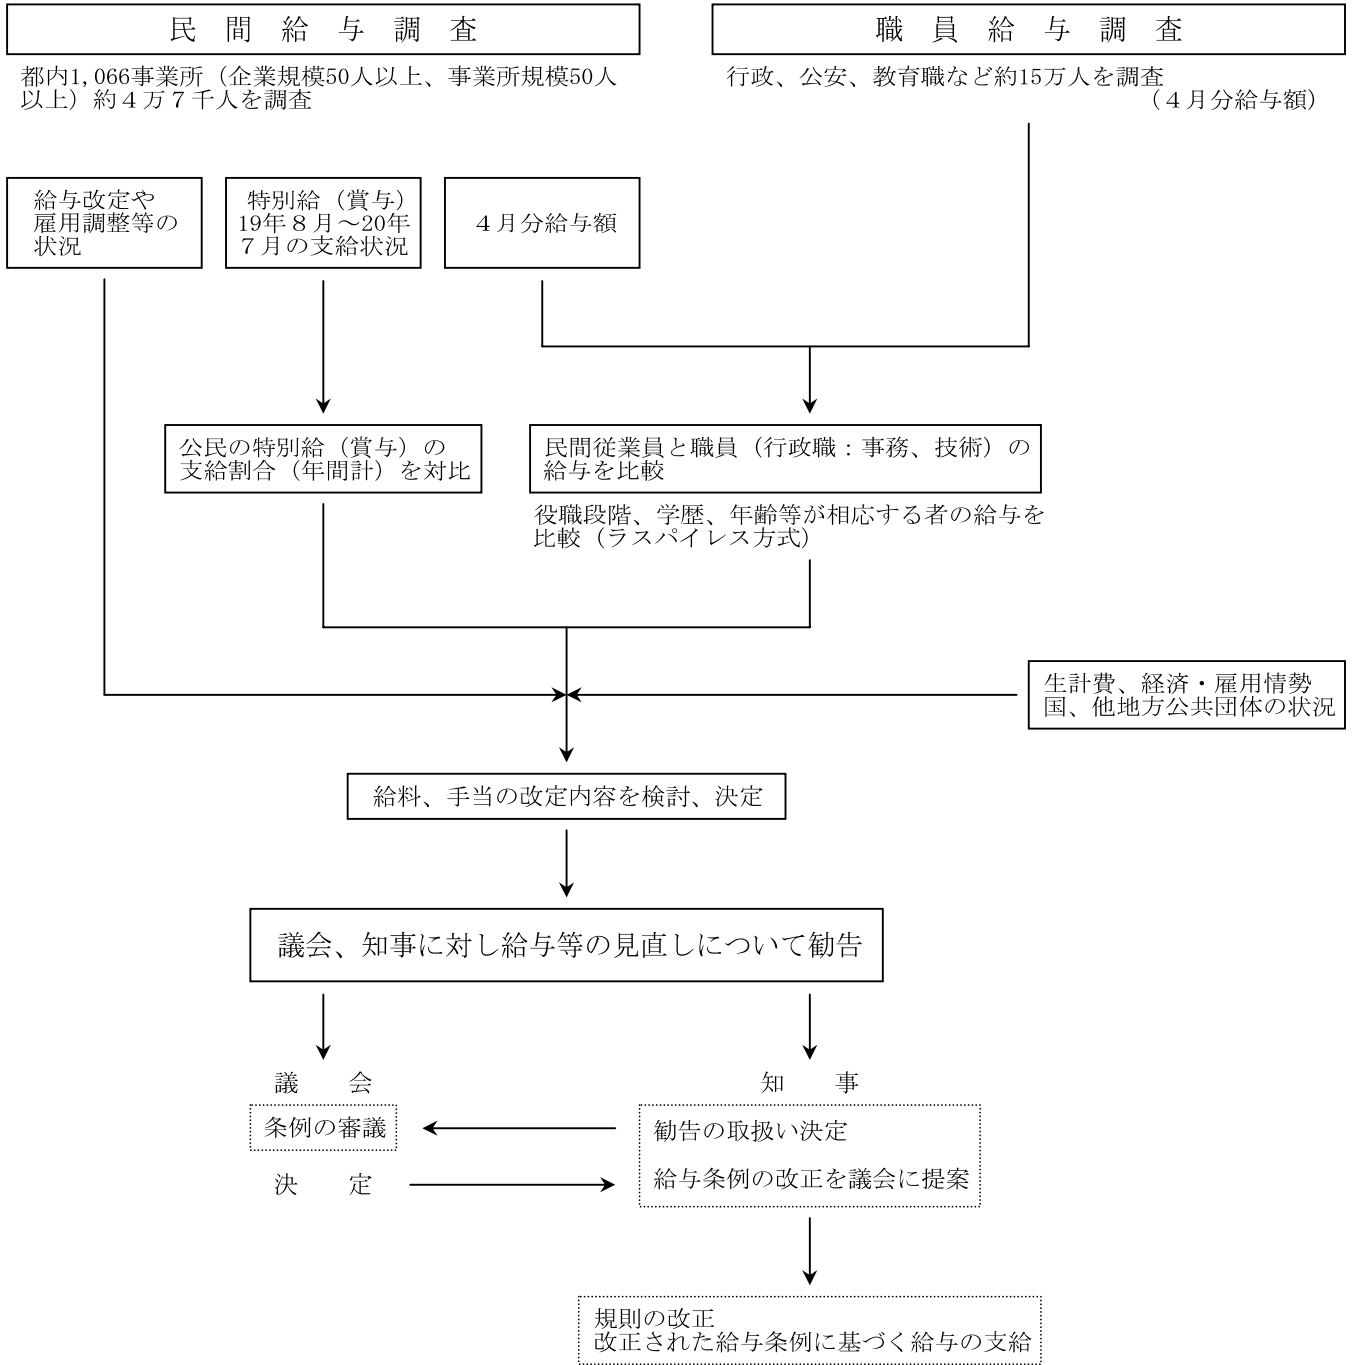 民　間　給　与　調　査
都内1,066事業所（企業規模50人以上、事業所規模50人
以上）約４万７千人を調査
職　員　給　与　調　査
行政、公安、教育職など約15万人を調査
（４月分給与額）
給与改定や
雇用調整等の
状況
特別給（賞与）
19年８月～20年
７月の支給状況
４月分給与額
公民の特別給（賞与）の
支給割合（年間計）を対比
民間従業員と職員（行政職：事務、技術）の
給与を比較
役職段階、学歴、年齢等が相応する者の給与を
比較（ラスパイレス方式）
生計費、経済・雇用情勢
国、他地方公共団体の状況
給料、手当の改定内容を検討、決定
議会、知事に対し給与等の見直しについて勧告
議　　会
条例の審議
決　　定
知　　事
勧告の取扱い決定
給与条例の改正を議会に提案
規則の改正
改正された給与条例に基づく給与の支給